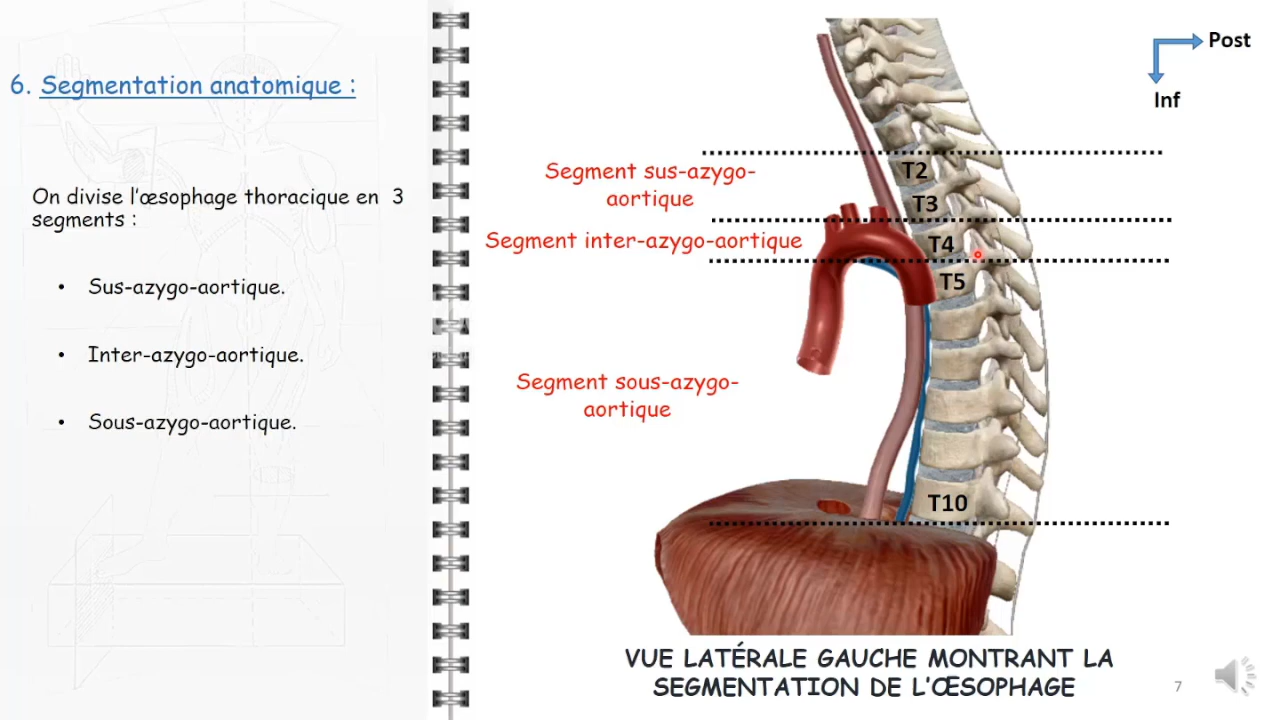 6. Segmentation anatomique :
On divise l’œsophage thoracique en 3
segments :
• Sus-azygo-aortique.
• Inter-azygo-aortique.
• Sous-azygo-aortique.
Post
Inf
Segment sus-azygo-
aortique
Segment inter-azygo-aortique
Segment sous-azygo-
aortique
T2
T3
T4
T5
T10
VUE LATÉRALE GAUCHE MONTRANT LA
SEGMENTATION DE L’ŒSOPHAGE
7